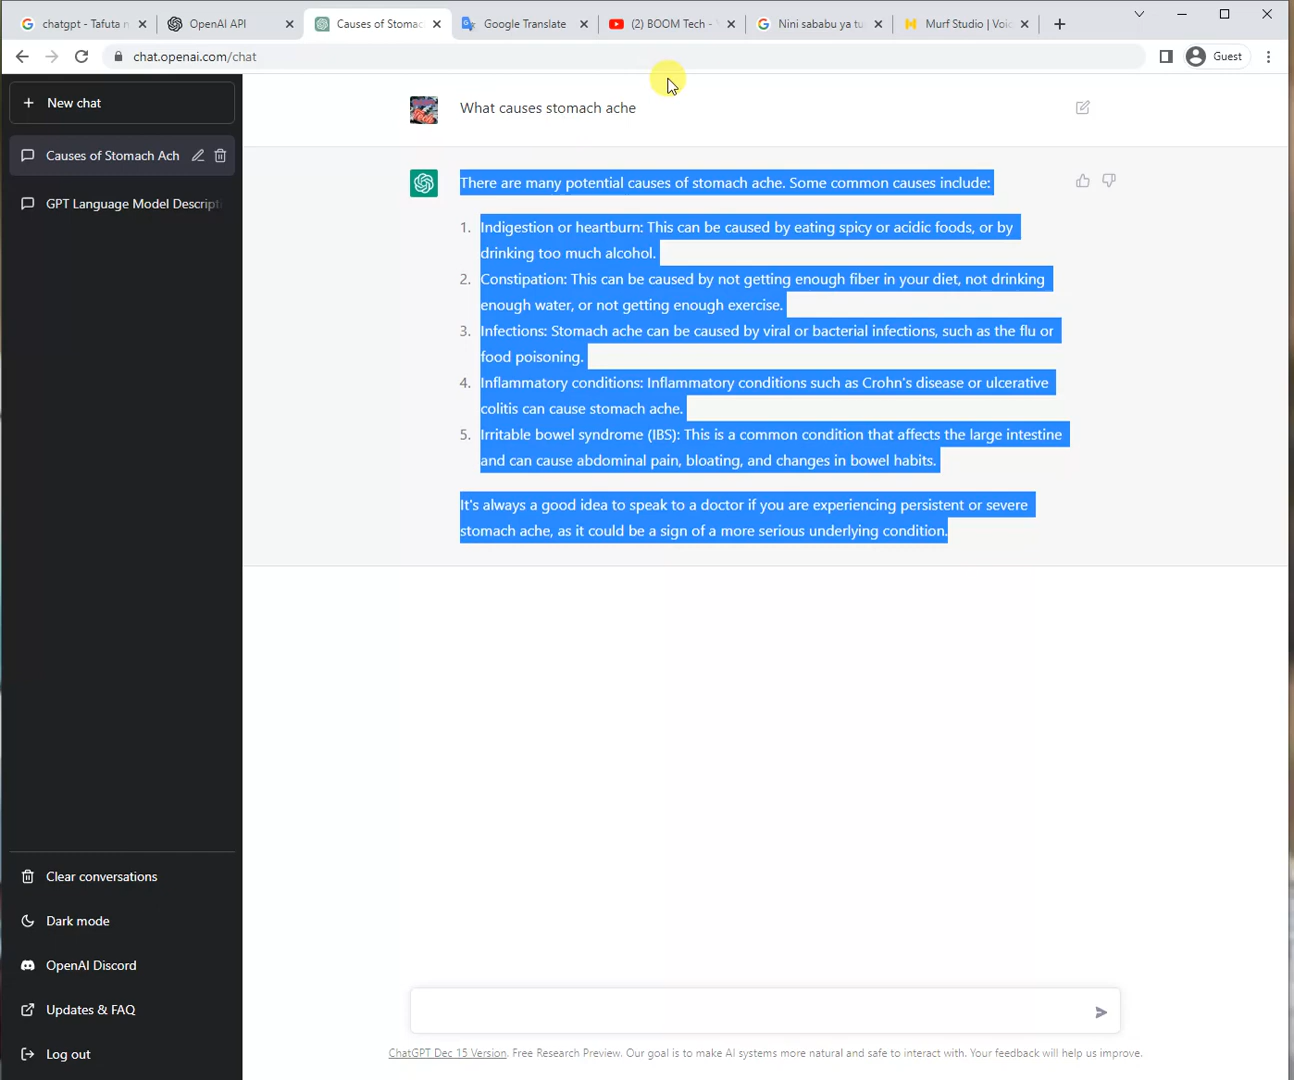 chatgpt - Tafuta n
OpenAI API
Causes of Stomac
Google Translate
(2) BOOM Tech -
Nini sababu ya tu
Murf Studio | Voic
chat.openai.com/chat
Guest
New chat
Causes of Stomach Ach
GPT Language Model Descript
What causes stomach ache
There are many potential causes of stomach ache. Some common causes include:
1. Indigestion or heartburn: This can be caused by eating spicy or acidic foods, or by
drinking too much alcohol.
2. Constipation: This can be caused by not getting enough fiber in your diet, not drinking
enough water, or not getting enough exercise.
3. Infections: Stomach ache can be caused by viral or bacterial infections, such as the flu or
food poisoning.
4. Inflammatory conditions: Inflammatory conditions such as Crohn's disease or ulcerative
colitis can cause stomach ache.
5. Irritable bowel syndrome (IBS): This is a common condition that affects the large intestine
and can cause abdominal pain, bloating, and changes in bowel habits.
It's always a good idea to speak to a doctor if you are experiencing persistent or severe
stomach ache, as it could be a sign of a more serious underlying condition.
Clear conversations
Dark mode
OpenAI Discord
Updates & FAQ
Log out
ChatGPT Dec 15 Version. Free Research Preview. Our goal is to make AI systems more natural and safe to interact with. Your feedback will help us improve.